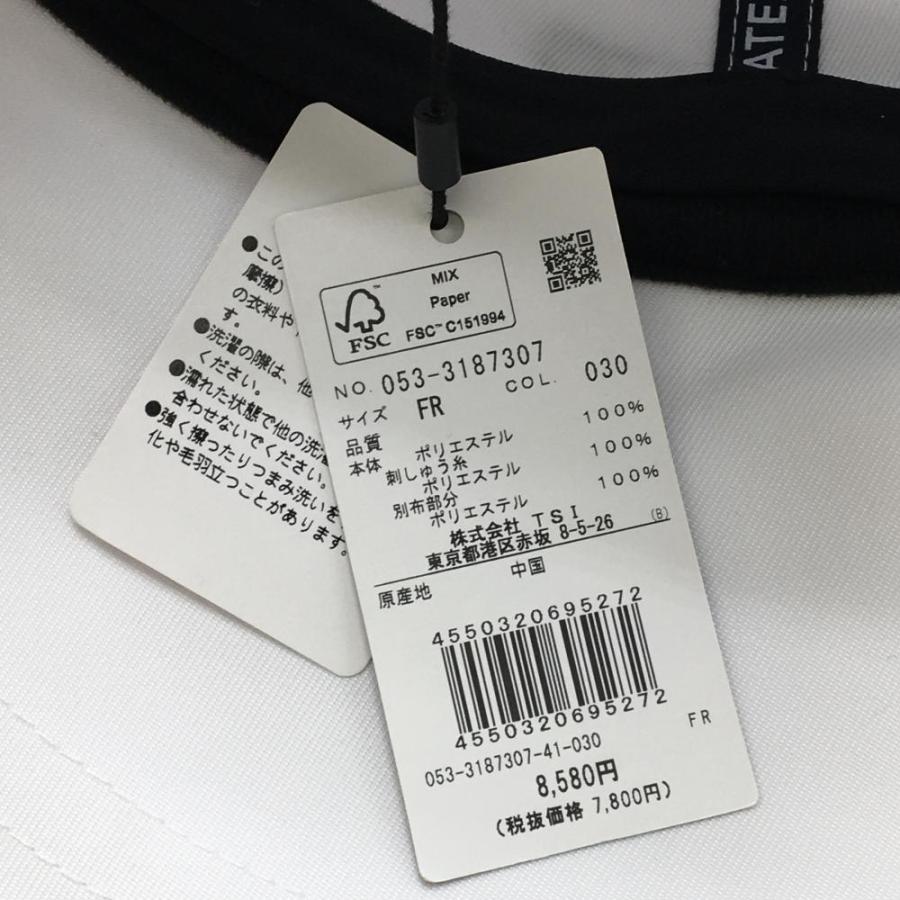 ATE
●この
摩擦）
の衣料や
す。
●洗濯の際は、他
ください。
●濡れた状態で他の洗濯
合わせないでください。
●強く擦ったりつまみ洗いを
化や毛羽立つことがあります。
MIX
Paper
FSC™ C151994
FSC™
NO. 053-3187307 COL. 030
サイズ FR
品質
本体 ポリエステル 100%
刺しゅう糸
ポリエステル 100%
別布部分
ポリエステル 100%
株式会社 TSI
東京都港区赤坂 8-5-26 (B)
原産地 中国
4550320695272
4550320695272
053-3187307-41-030 FR
8,580円
(税抜価格 7,800円)